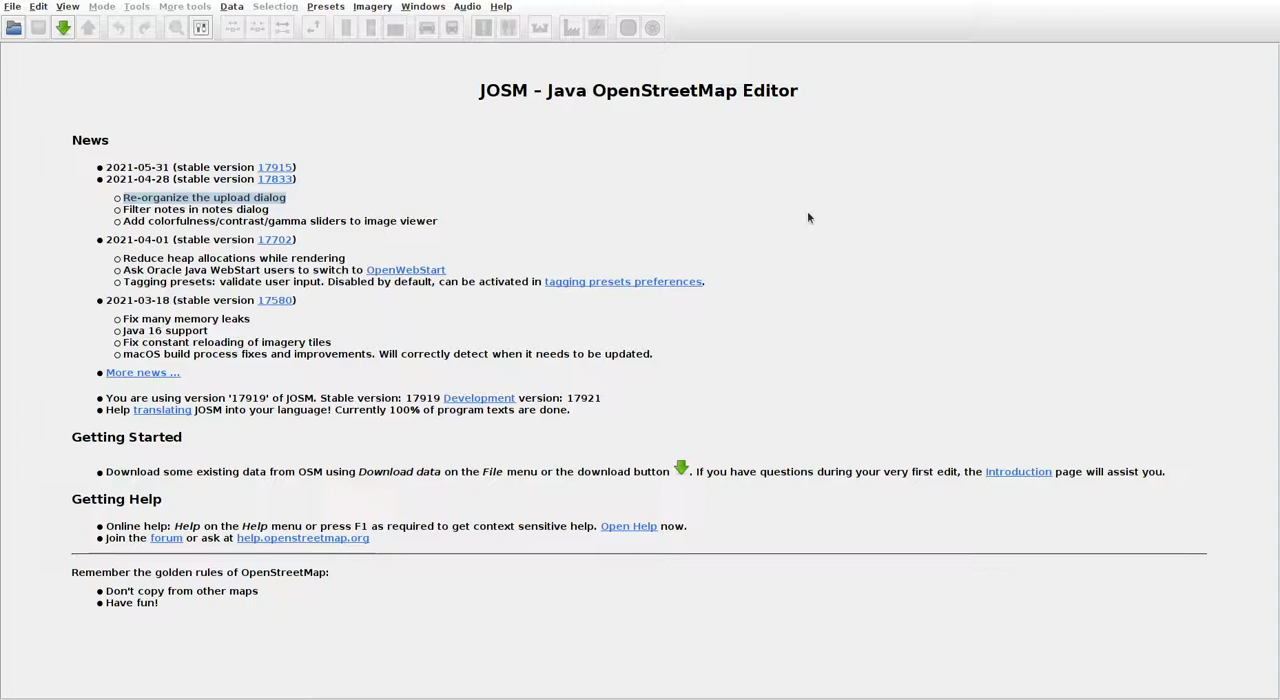 File Edit View Mode Tools More tools Data Selection Presets Imagery Windows Audio Help
JOSM – Java OpenStreetMap Editor
News
2021-05-31 (stable version 17915)
2021-04-28 (stable version 17833)
Re-organize the upload dialog
Filter notes in notes dialog
Add colorfulness/contrast/gamma sliders to image viewer
2021-04-01 (stable version 17702)
Reduce heap allocations while rendering
Ask Oracle Java WebStart users to switch to OpenWebStart
Tagging presets: validate user input. Disabled by default, can be activated in tagging presets preferences.
2021-03-18 (stable version 17580)
Fix many memory leaks
Java 16 support
Fix constant reloading of imagery tiles
macOS build process fixes and improvements. Will correctly detect when it needs to be updated.
More news ...
You are using version '17919' of JOSM. Stable version: 17919 Development version: 17921
Help translating JOSM into your language! Currently 100% of program texts are done.
Getting Started
Download some existing data from OSM using Download data on the File menu or the download button . If you have questions during your very first edit, the Introduction page will assist you.
Getting Help
Online help: Help on the Help menu or press F1 as required to get context sensitive help. Open Help now.
Join the forum or ask at help.openstreetmap.org
Remember the golden rules of OpenStreetMap:
Don't copy from other maps
Have fun!